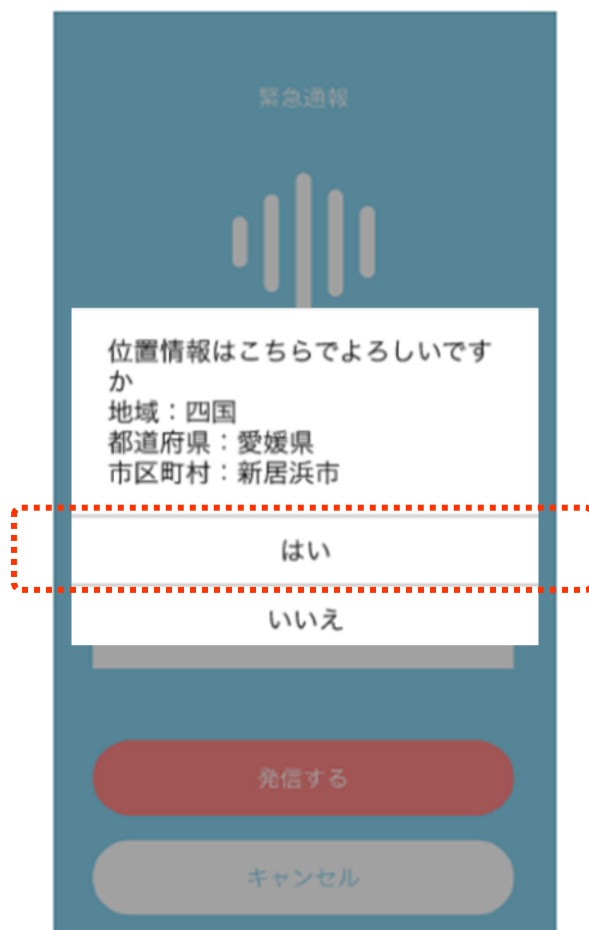 緊急通報
位置情報はこちらでよろしいです
か
地域：四国
都道府県：愛媛県
市区町村：新居浜市
はい
いいえ
発信する
キャンセル